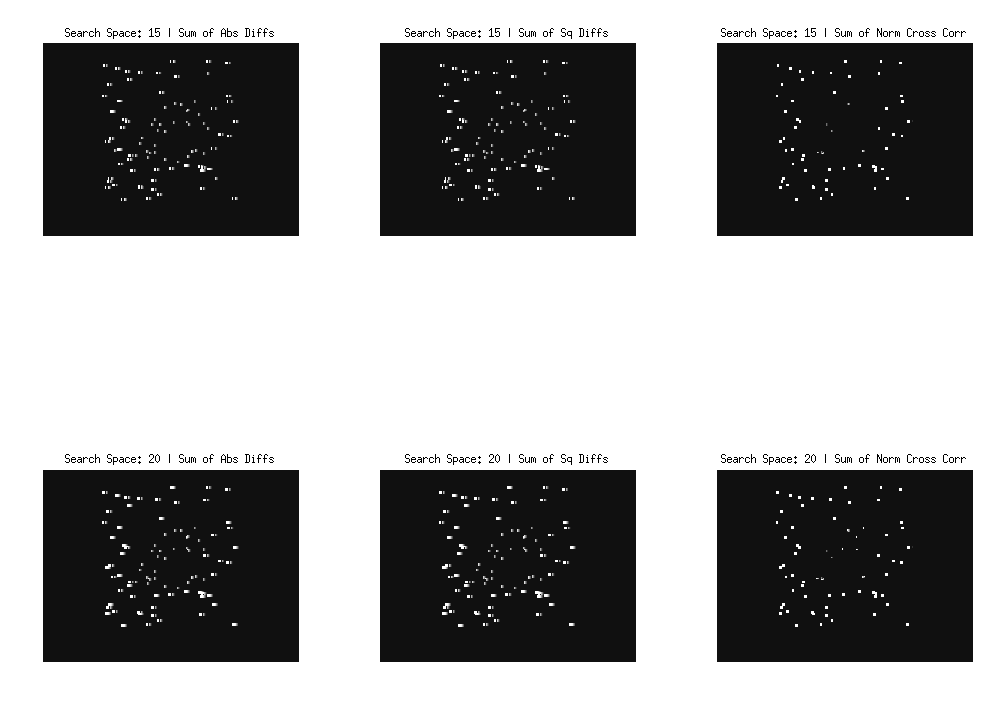 Search Space: 15 | Sum of Abs Diffs
Search Space: 15 | Sum of Sq Diffs
Search Space: 15 | Sum of Norm Cross Corr
Search Space: 20 | Sum of Abs Diffs
Search Space: 20 | Sum of Sq Diffs
Search Space: 20 | Sum of Norm Cross Corr